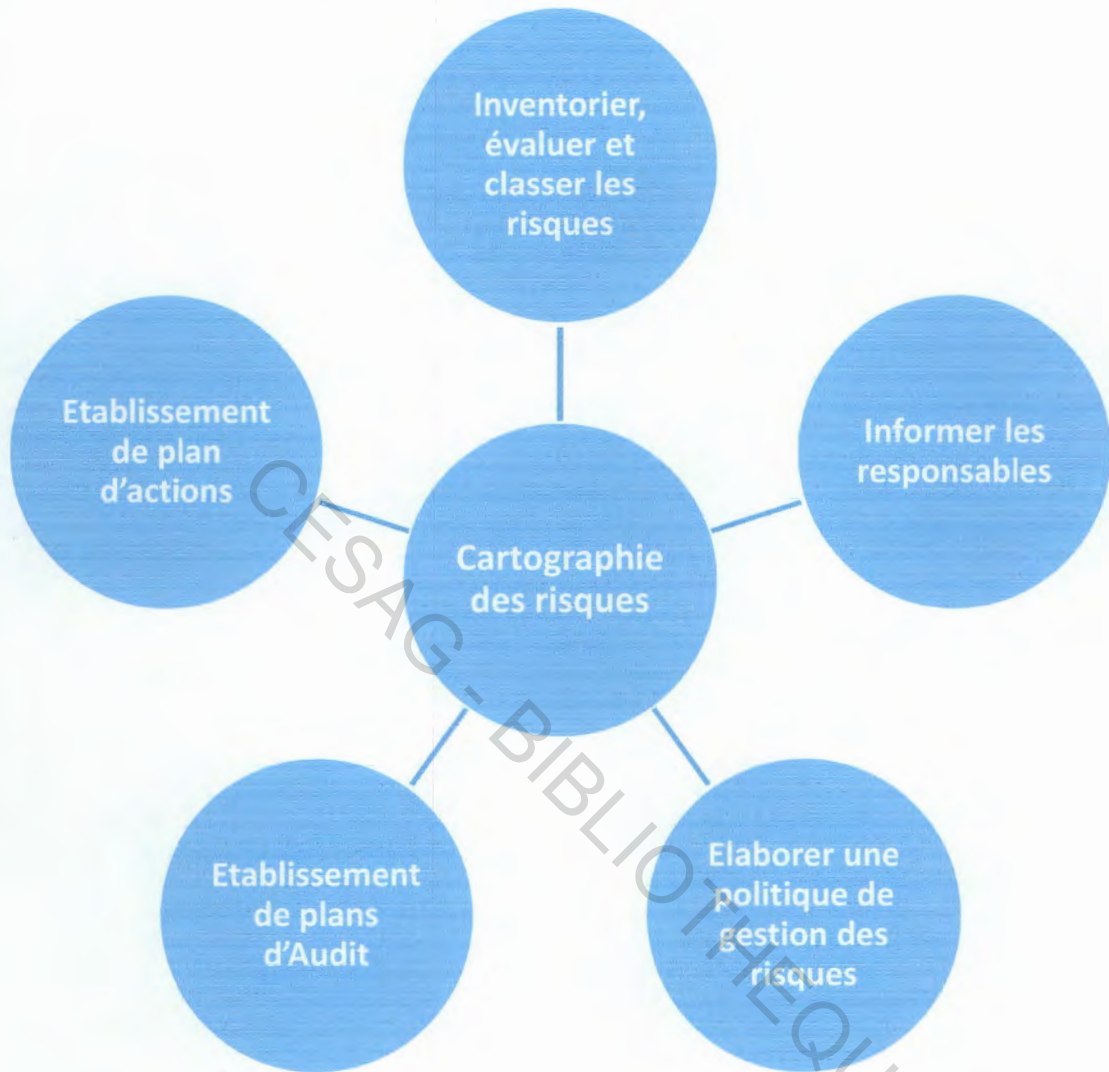 Inventorier,
évaluer et
classer les
risques
Informer les
responsables
Elaborer une
politique de
gestion des
risques
Etablissement
de plans
d'Audit
Etablissement
de plan
d'actions
Cartographie
des risques
CESAG - BIBLIOTHEQU